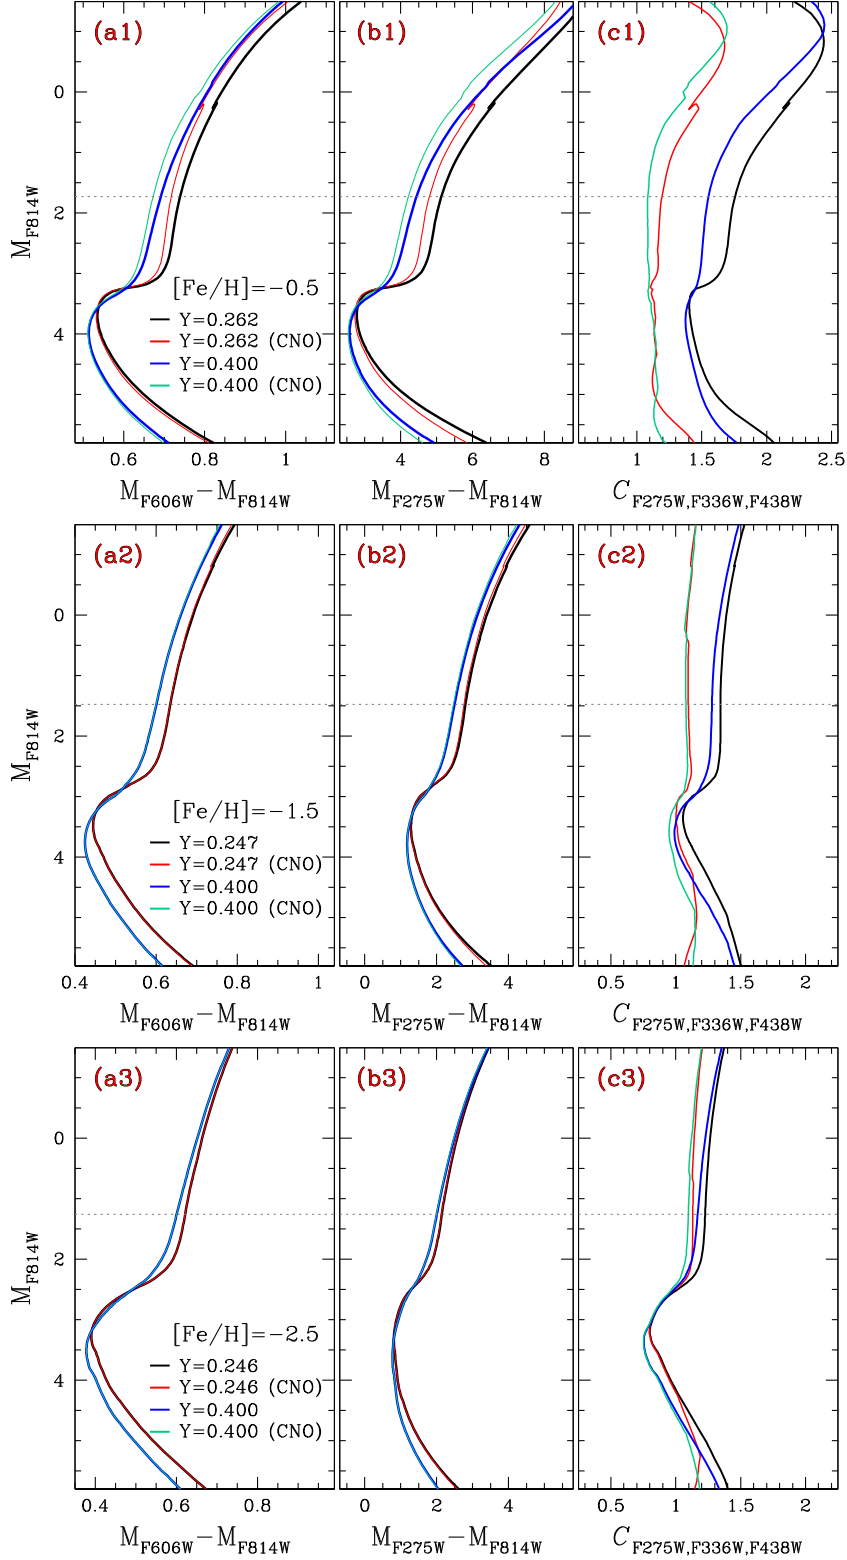 (a1) (b1) (c1)
0
2
4
M_F814W
[Fe/H]=−0.5
Y=0.262
Y=0.262 (CNO)
Y=0.400
Y=0.400 (CNO)
0.6 0.8 1 4 6 8 1 1.5 2 2.5
M_F606W−M_F814W M_F275W−M_F814W C_F275W,F336W,F438W
(a2) (b2) (c2)
0
2
4
M_F814W
[Fe/H]=−1.5
Y=0.247
Y=0.247 (CNO)
Y=0.400
Y=0.400 (CNO)
0.4 0.6 0.8 1 0 2 4 0.5 1 1.5 2
M_F606W−M_F814W M_F275W−M_F814W C_F275W,F336W,F438W
(a3) (b3) (c3)
0
2
4
M_F814W
[Fe/H]=−2.5
Y=0.246
Y=0.246 (CNO)
Y=0.400
Y=0.400 (CNO)
0.4 0.6 0.8 0 2 4 0.5 1 1.5 2
M_F606W−M_F814W M_F275W−M_F814W C_F275W,F336W,F438W